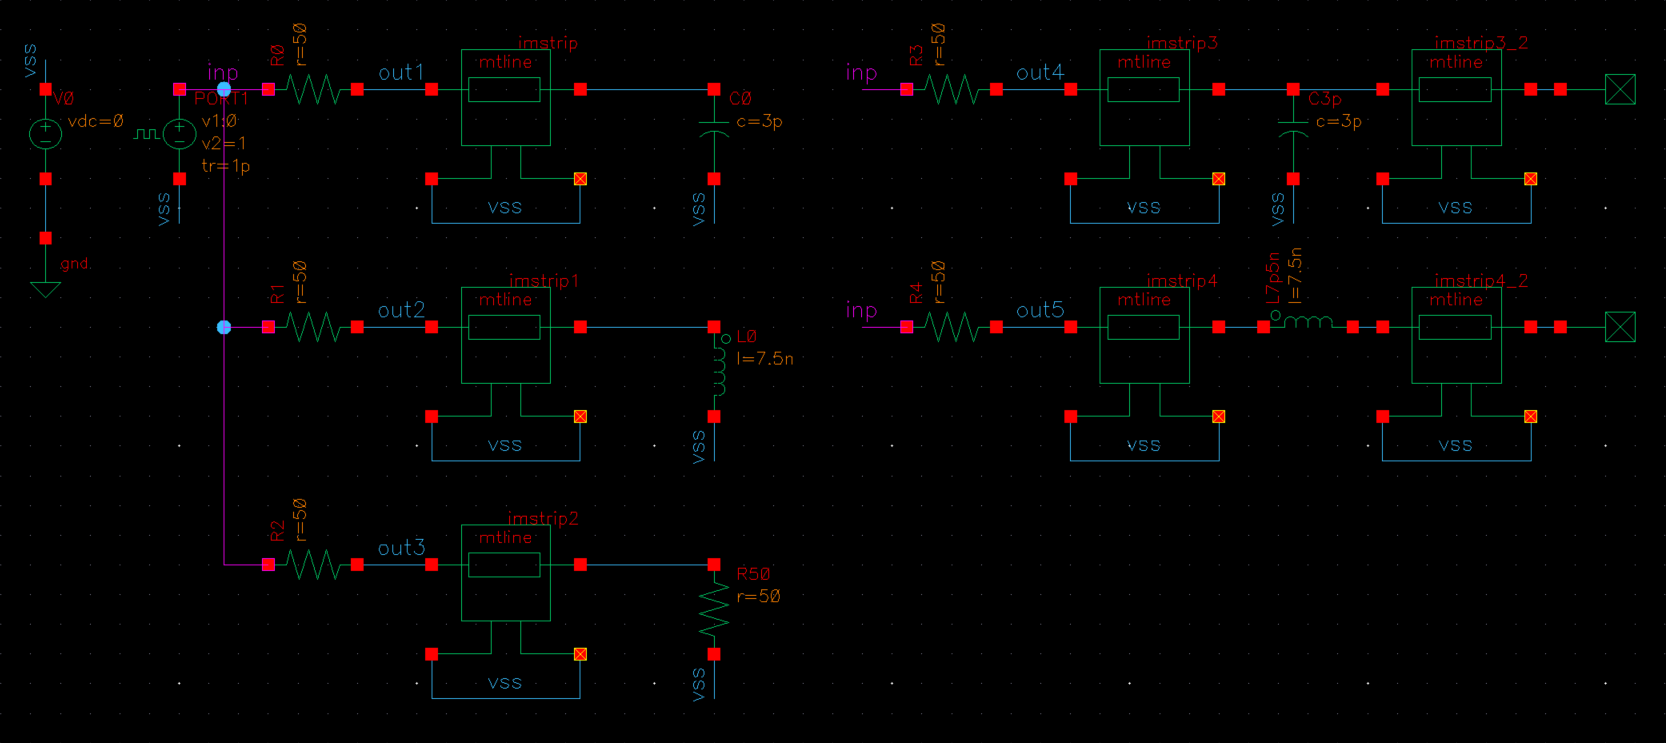 VSS
V0
vdc=0
gnd
inp
PORT1
v1:0
v2=1
tr=1p
VSS
R0
r=50
out1
imstrip
mtline
VSS
C0
c=3p
VSS
R1
r=50
out2
imstrip1
mtline
VSS
L0
l=7.5n
VSS
R2
r=50
out3
imstrip2
mtline
VSS
R50
r=50
VSS
inp
R3
r=50
out4
imstrip3
mtline
VSS
C3p
c=3p
VSS
imstrip3_2
mtline
VSS
inp
R4
r=50
out5
imstrip4
mtline
VSS
L7p5n
l=7.5n
imstrip4_2
mtline
VSS